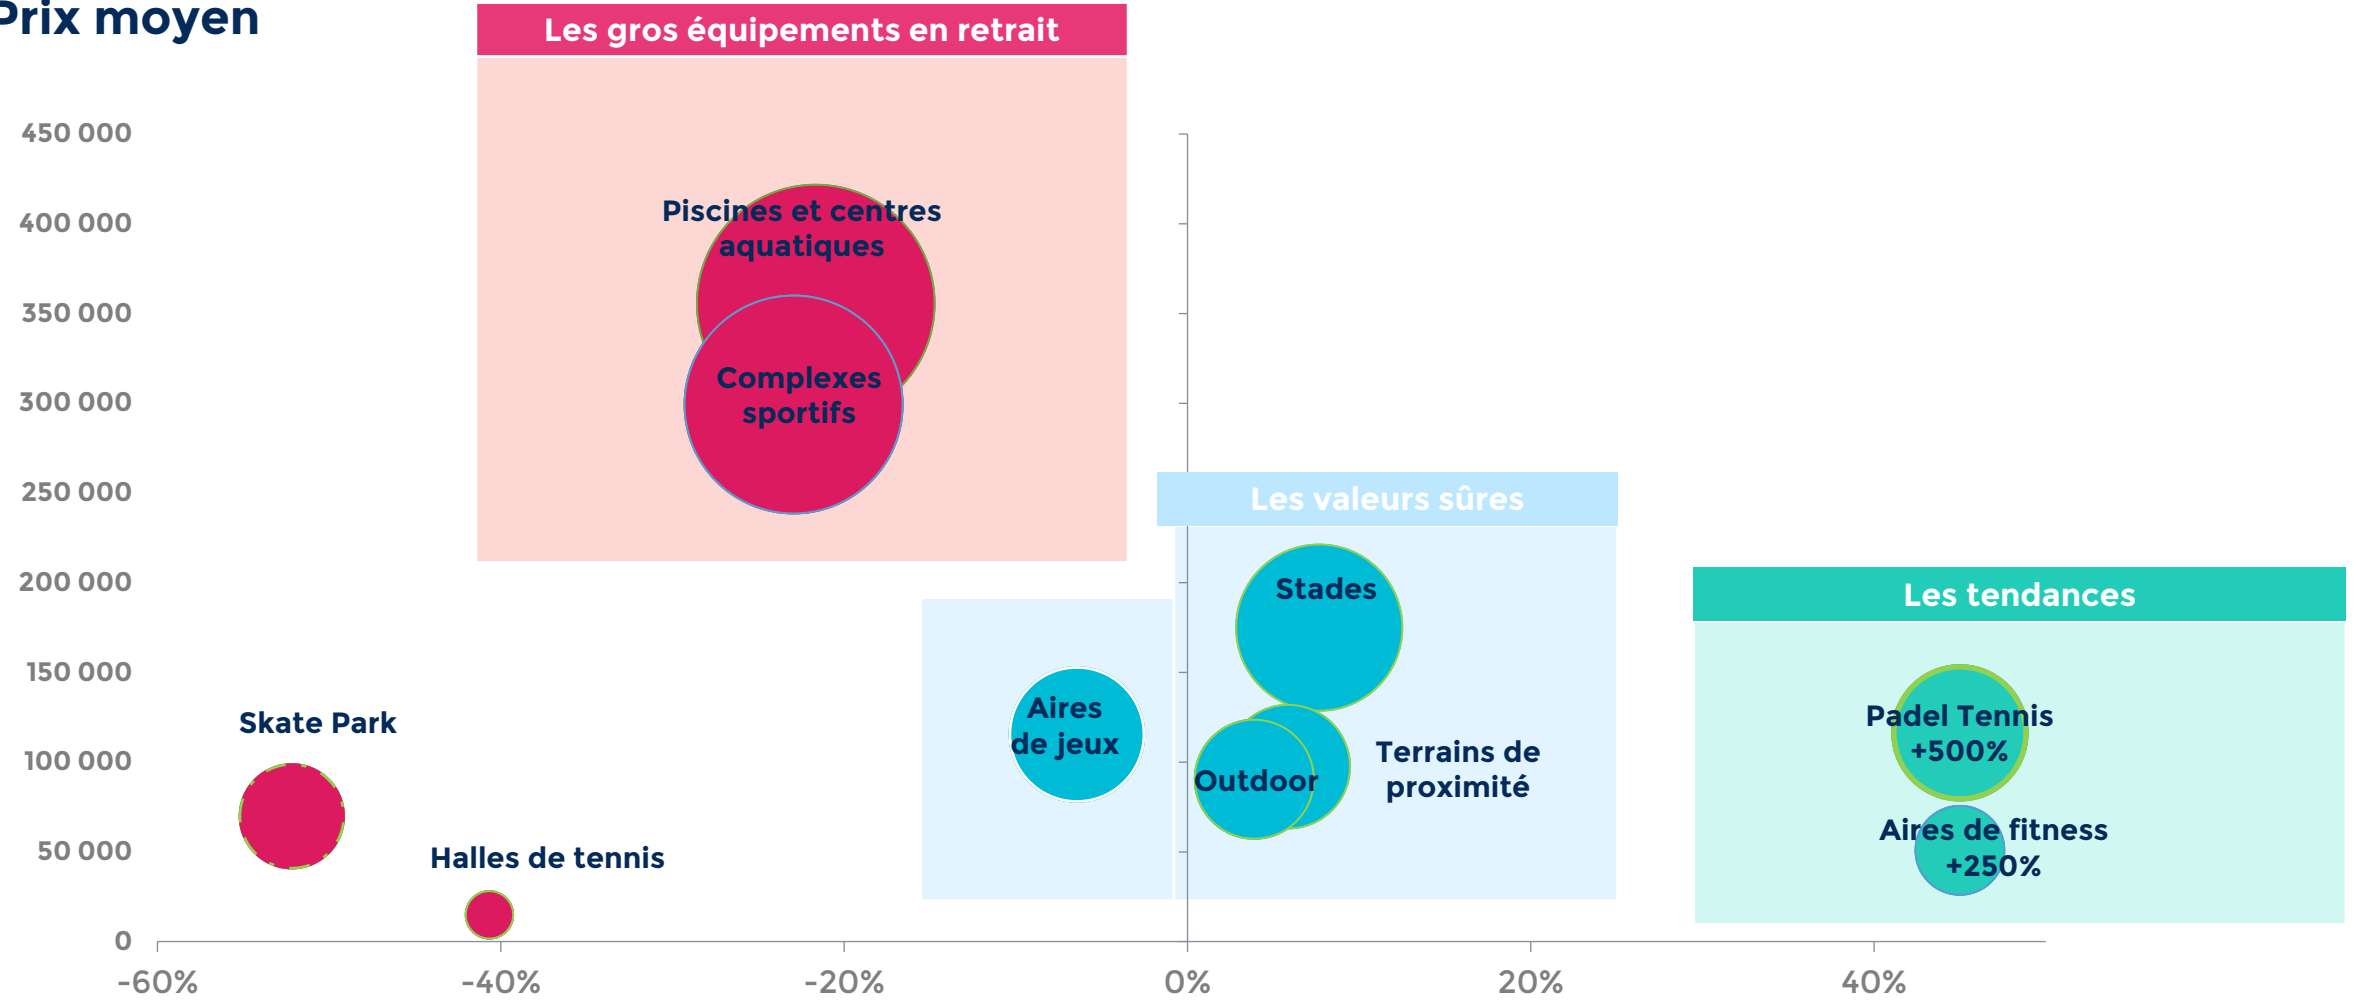 Prix moyen
Les gros équipements en retrait
450 000
400 000
350 000
300 000
250 000
200 000
150 000
100 000
50 000
0
Piscines et centres
aquatiques
Complexes
sportifs
Les valeurs sûres
Stades
Aires
de jeux
Outdoor
Terrains de
proximité
Les tendances
Padel Tennis
+500%
Aires de fitness
+250%
Skate Park
Halles de tennis
-60%
-40%
-20%
0%
20%
40%